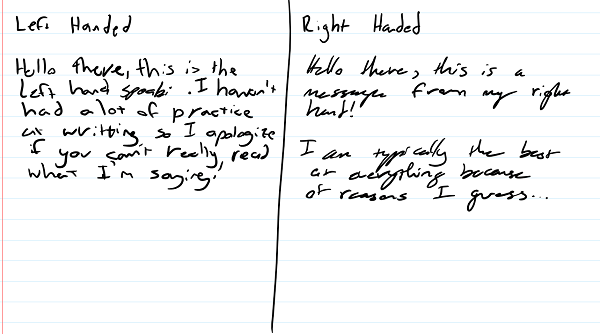 Left Handed
Hello there, this is the
left hand . I haven't
had a lot of practice
at writting so I apologize
if you can't really, read
what I'm saying!
Right Handed
Hello there, this is a
message from my right
hand!
I am typically the best
at everything because
of reasons I guess...